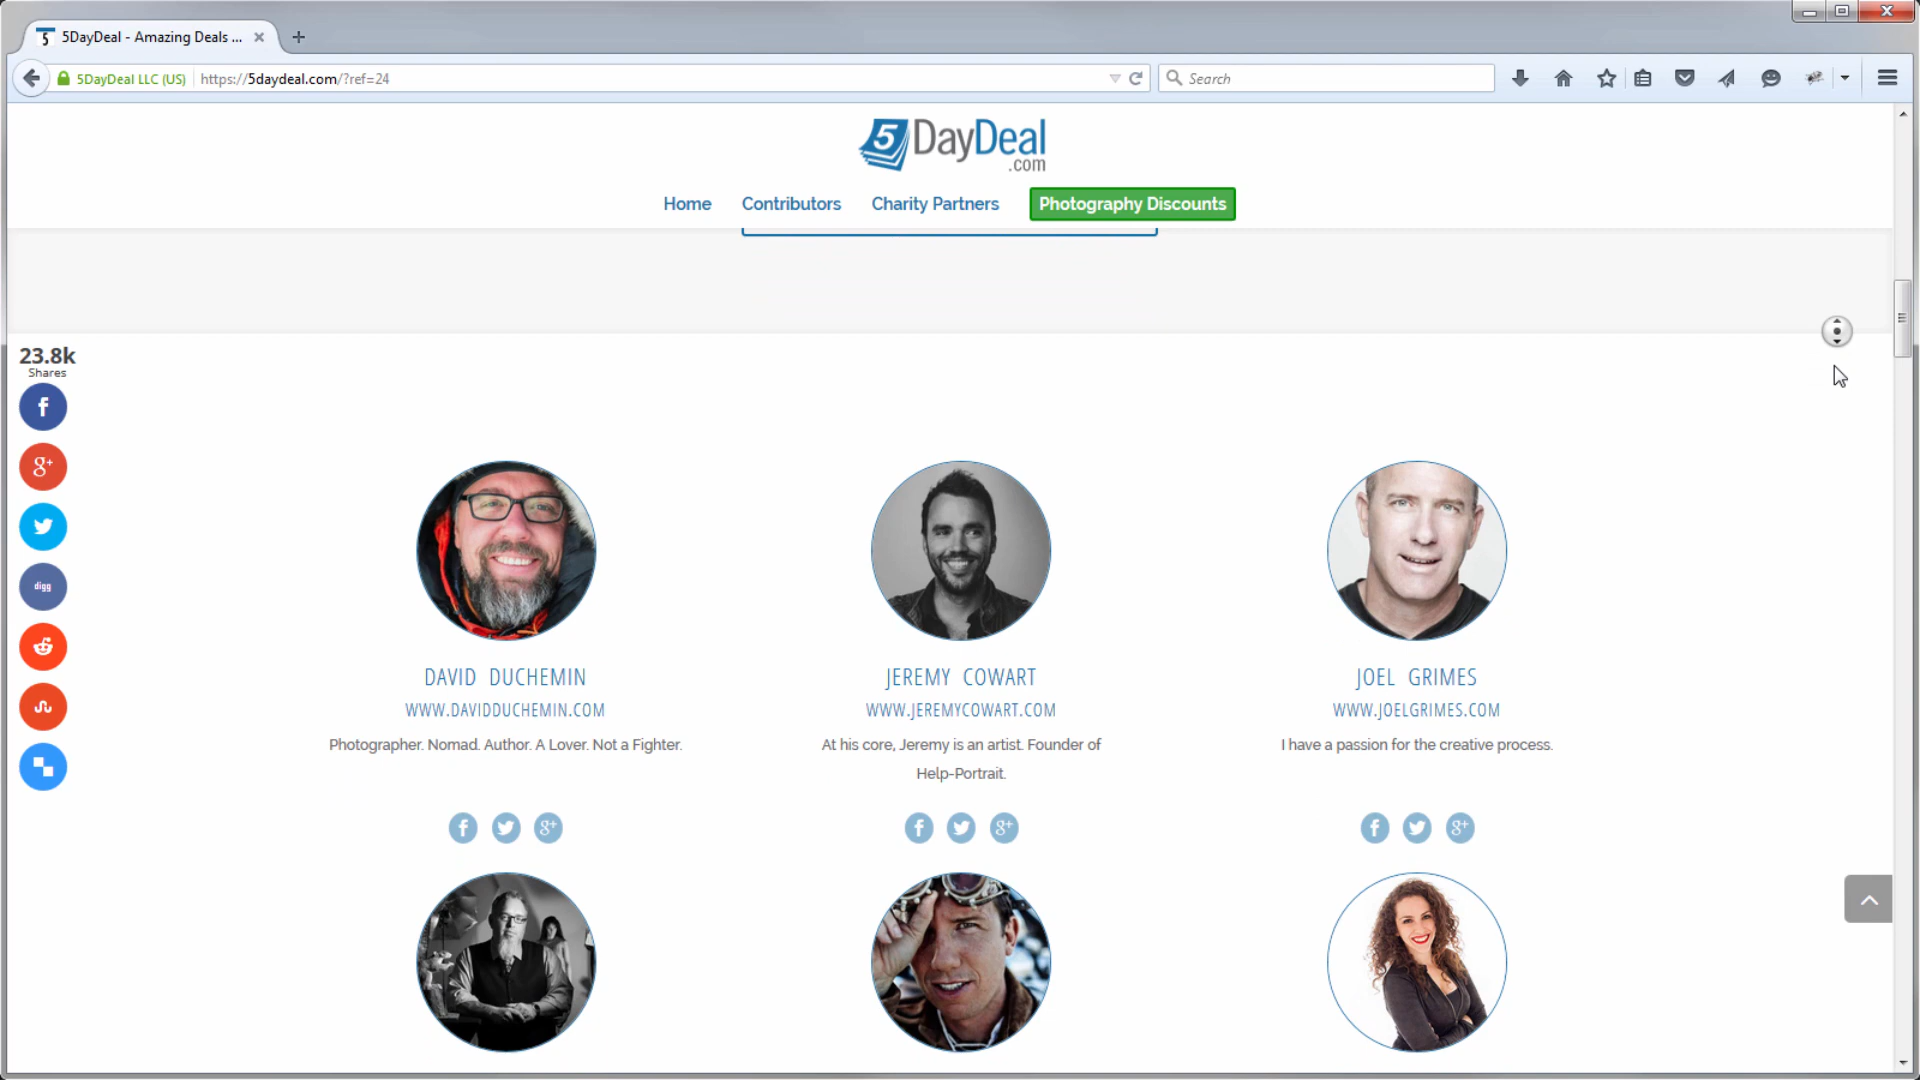 5DayDeal - Amazing Deals ...
5DayDeal LLC (US)
https://5daydeal.com/?ref=24
Search
5DayDeal
.com
Home
Contributors
Charity Partners
Photography Discounts
23.8k
Shares
f
g+
digg
DAVID DUCHEMIN
WWW.DAVIDDUCHEMIN.COM
Photographer. Nomad. Author. A Lover. Not a Fighter.
f
g+
JEREMY COWART
WWW.JEREMYCOWART.COM
At his core, Jeremy is an artist. Founder of
Help-Portrait.
f
g+
JOEL GRIMES
WWW.JOELGRIMES.COM
I have a passion for the creative process.
f
g+